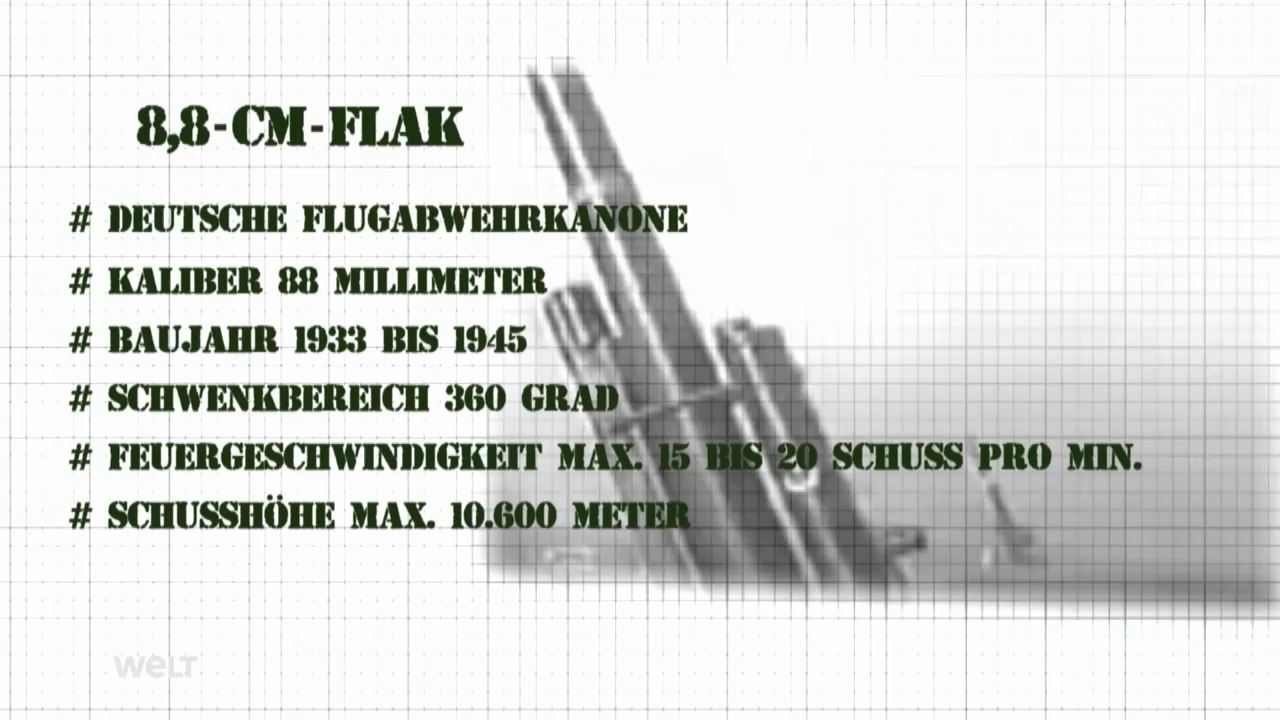 8,8-CM-FLAK
# DEUTSCHE FLUGABWEHRKANONE
# KALIBER 88 MILLIMETER
# BAUJAHR 1933 BIS 1945
# SCHWENKBEREICH 360 GRAD
# FEUERGESCHWINDIGKEIT MAX. 15 BIS 20 SCHUSS PRO MIN.
# SCHUSSHÖHE MAX. 10.600 METER
welt